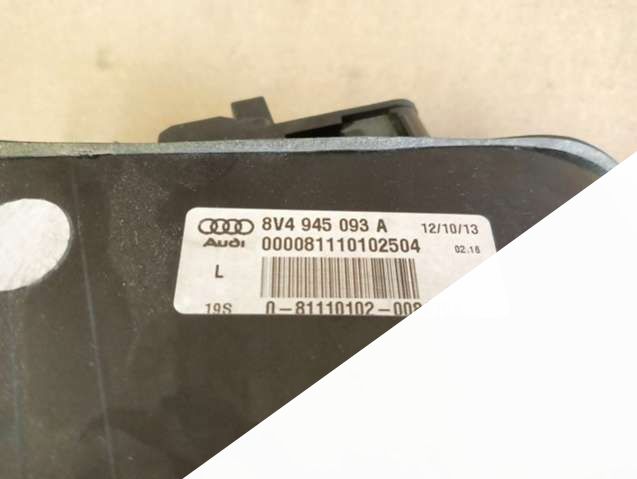 8V4 945 093 A 12/10/13
Audi 000081110102504 02.16
L
19S 0-81110102-00